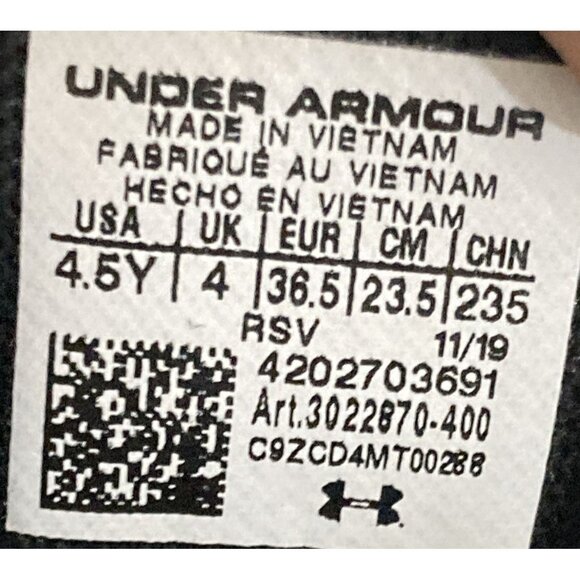 UNDER ARMOUR
MADE IN VIETNAM
FABRIQUÉ AU VIETNAM
HECHO EN VIETNAM
USA | UK | EUR | CM | CHN
4.5Y | 4 | 36.5 | 23.5 | 235
RSV 11/19
4202703691
Art.3022870-400
C9ZCD4MT00288